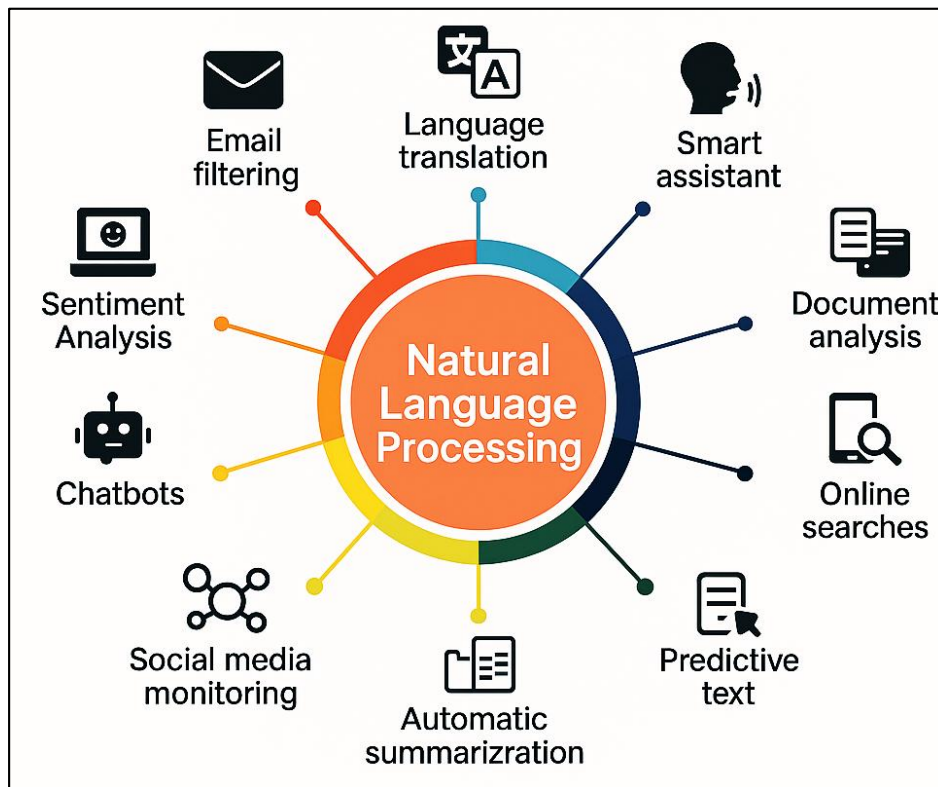 Natural
Language
Processing
Email
filtering
文
A
Language
translation
Smart
assistant
Document
analysis
Online
searches
Predictive
text
Automatic
summarizration
Social media
monitoring
Chatbots
Sentiment
Analysis